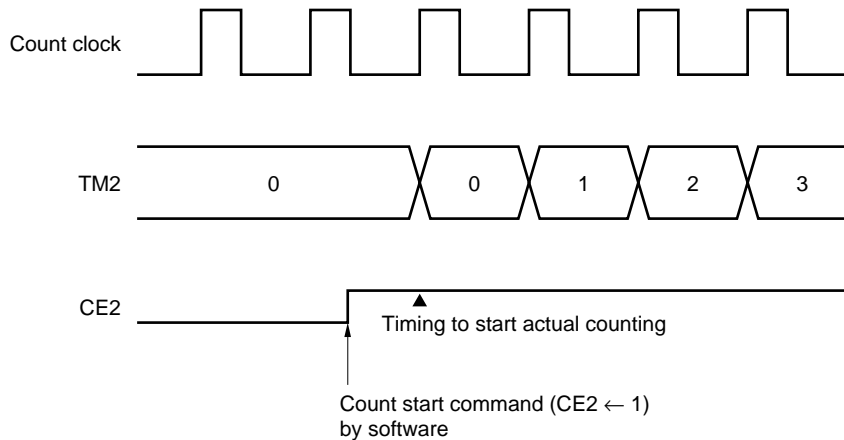 Count clock
TM2
0
0
1
2
3
CE2
Timing to start actual counting
Count start command (CE2 ← 1)
by software